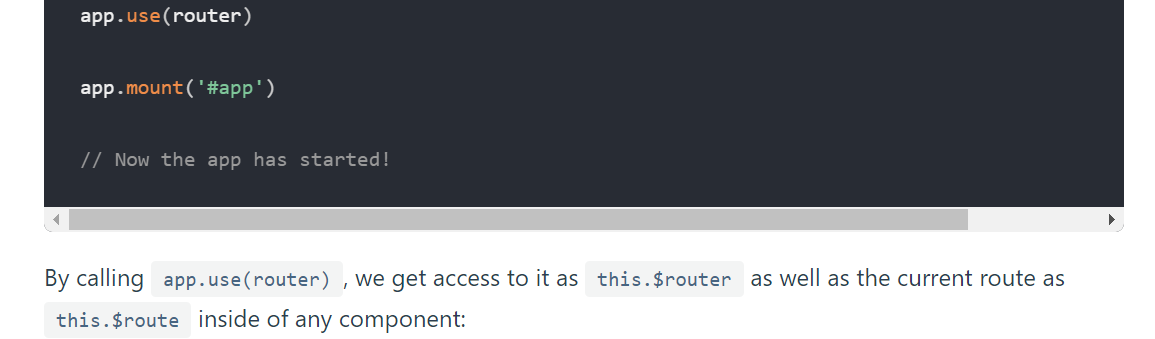 app.use(router)
app.mount('#app')
// Now the app has started!
By calling app.use(router) , we get access to it as this.$router as well as the current route as
this.$route inside of any component: